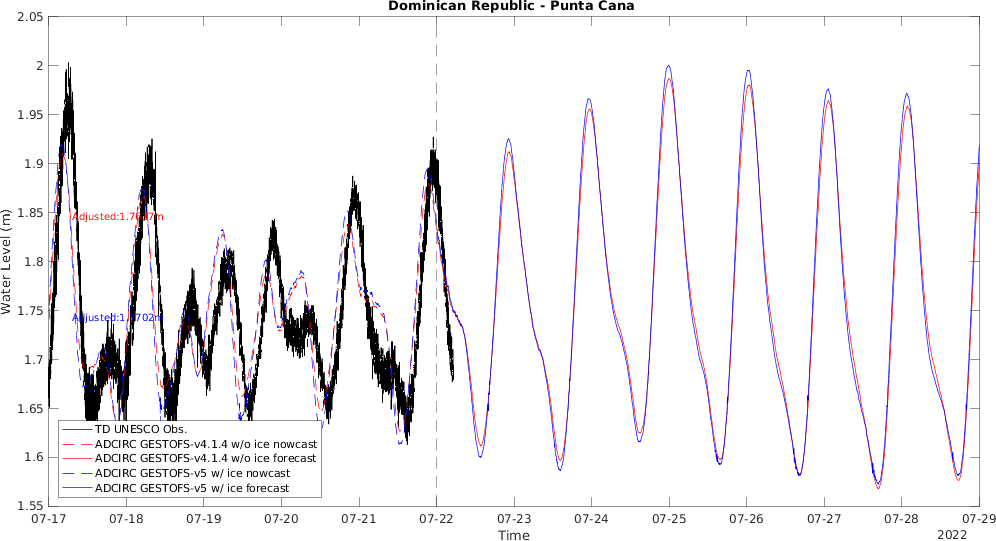 Dominican Republic - Punta Cana
2.05
2
1.95
1.9
1.85
1.8
1.75
1.7
1.65
1.6
1.55
Water Level (m)
TD UNESCO Obs.
ADCIRC GESTOFS-v4.1.4 w/o ice nowcast
ADCIRC GESTOFS-v4.1.4 w/o ice forecast
ADCIRC GESTOFS-v5 w/ ice nowcast
ADCIRC GESTOFS-v5 w/ ice forecast
07-17 07-18 07-19 07-20 07-21 07-22 07-23 07-24 07-25 07-26 07-27 07-28 07-29
Time
2022